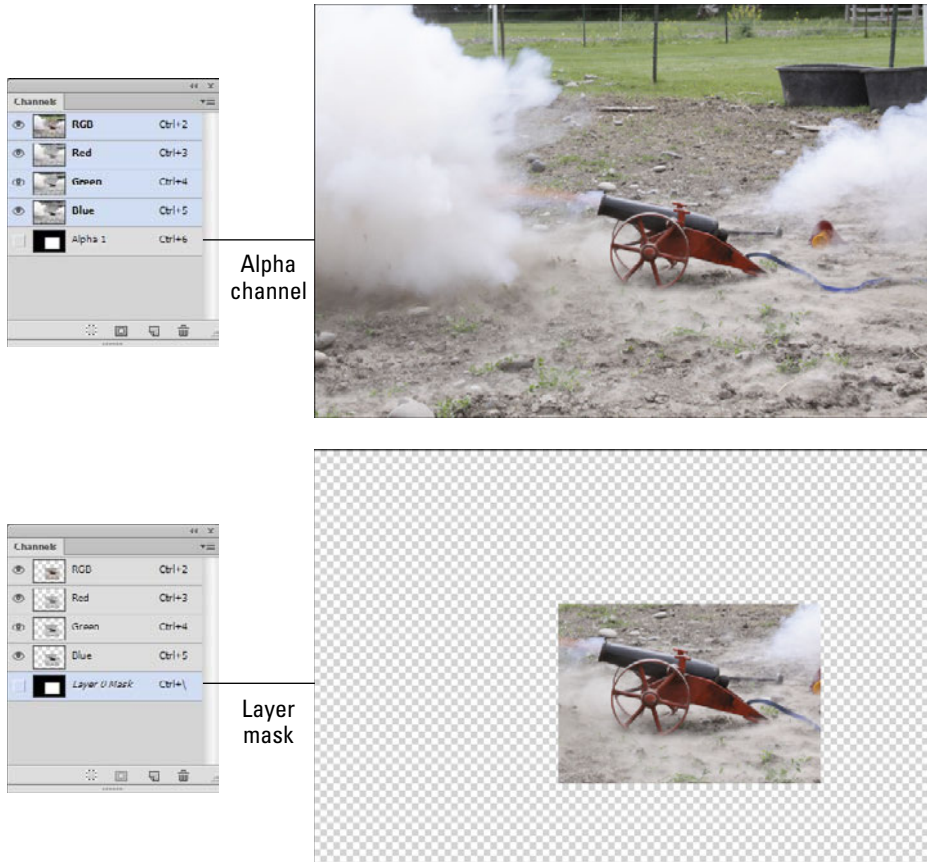 Channels
RGB Ctrl+2
Red Ctrl+3
Green Ctrl+4
Blue Ctrl+5
Alpha 1 Ctrl+6
Alpha
channel
Channels
RGB Ctrl+2
Red Ctrl+3
Green Ctrl+4
Blue Ctrl+5
Layer 0 Mask Ctrl+\
Layer
mask